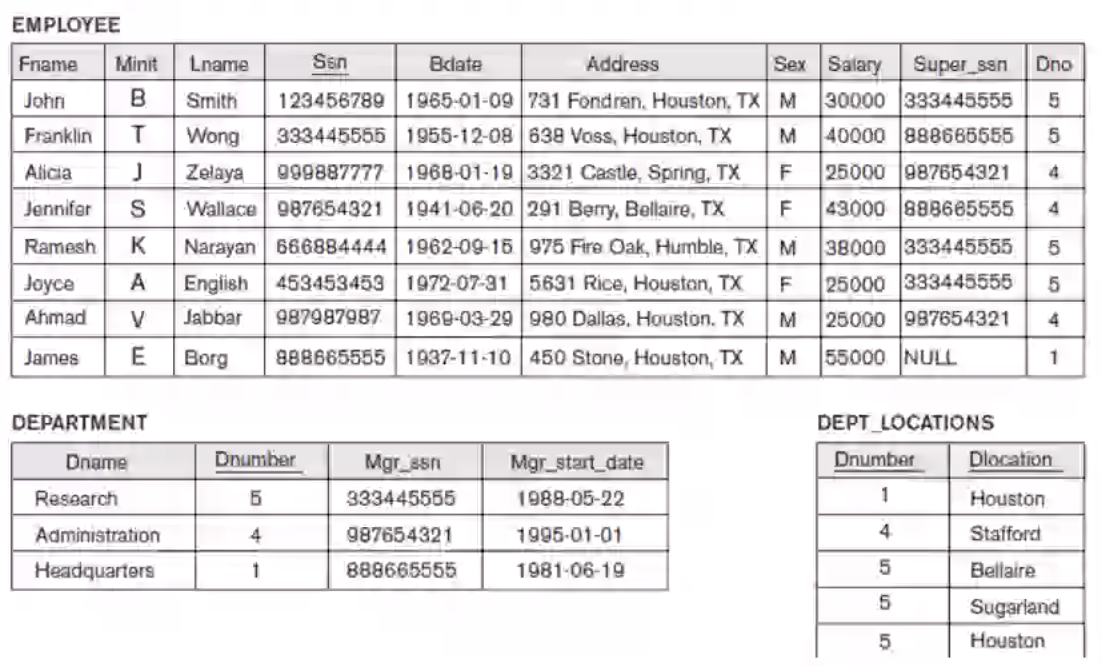 EMPLOYEE
Fname Minit Lname Ssn Bdate Address Sex Salary Super_ssn Dno
John B Smith 123456789 1965-01-09 731 Fondren, Houston, TX M 30000 333445555 5
Franklin T Wong 333445555 1955-12-08 638 Voss, Houston, TX M 40000 888665555 5
Alicia J Zelaya 999887777 1968-01-19 3321 Castle, Spring, TX F 25000 987654321 4
Jennifer S Wallace 987654321 1941-06-20 291 Berry, Bellaire, TX F 43000 888665555 4
Ramesh K Narayan 666884444 1962-09-15 975 Fire Oak, Humble, TX M 38000 333445555 5
Joyce A English 453453453 1972-07-31 5631 Rice, Houston, TX F 25000 333445555 5
Ahmad V Jabbar 987987987 1969-03-29 980 Dallas, Houston, TX M 25000 987654321 4
James E Borg 888665555 1937-11-10 450 Stone, Houston, TX M 55000 NULL 1
DEPARTMENT
Dname Dnumber Mgr_ssn Mgr_start_date
Research 5 333445555 1988-05-22
Administration 4 987654321 1995-01-01
Headquarters 1 888665555 1981-06-19
DEPT_LOCATIONS
Dnumber Dlocation
1 Houston
4 Stafford
5 Bellaire
5 Sugarland
5 Houston